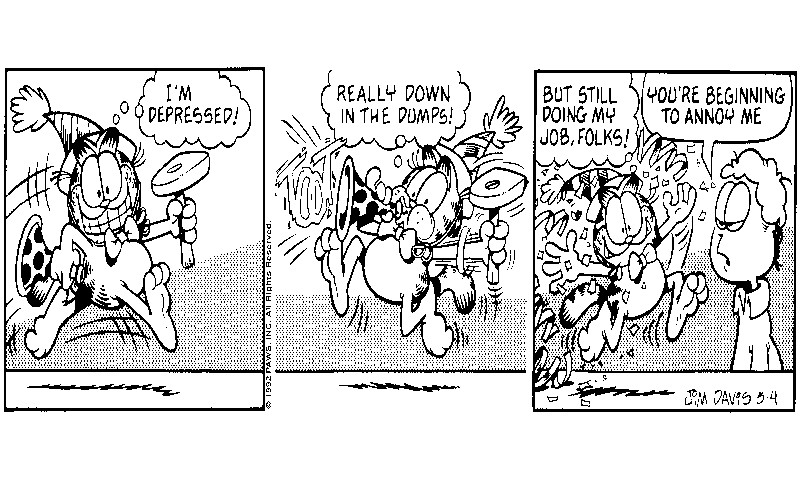 I'M
DEPRESSED!
© 1992 PAWS, INC. All Rights Reserved.
REALLY DOWN
IN THE DUMPS!
BUT STILL
DOING MY
JOB, FOLKS!
YOU'RE BEGINNING
TO ANNOY ME
JIM DAVIS 3-4